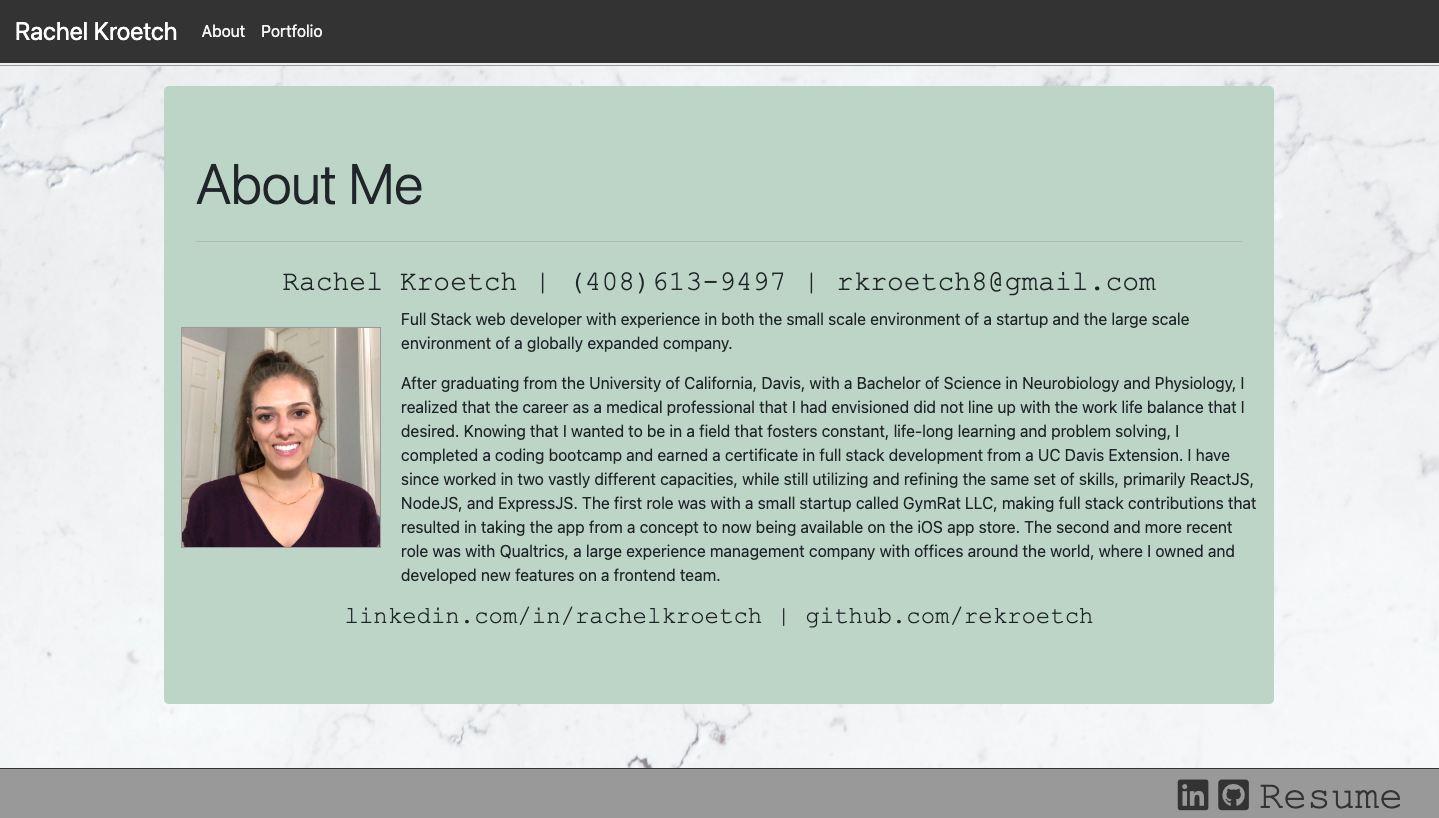 Rachel Kroetch About Portfolio
About Me
Rachel Kroetch | (408)613-9497 | rkroetch8@gmail.com
Full Stack web developer with experience in both the small scale environment of a startup and the large scale
environment of a globally expanded company.
After graduating from the University of California, Davis, with a Bachelor of Science in Neurobiology and Physiology, I
realized that the career as a medical professional that I had envisioned did not line up with the work life balance that I
desired. Knowing that I wanted to be in a field that fosters constant, life-long learning and problem solving, I
completed a coding bootcamp and earned a certificate in full stack development from a UC Davis Extension. I have
since worked in two vastly different capacities, while still utilizing and refining the same set of skills, primarily ReactJS,
NodeJS, and ExpressJS. The first role was with a small startup called GymRat LLC, making full stack contributions that
resulted in taking the app from a concept to now being available on the iOS app store. The second and more recent
role was with Qualtrics, a large experience management company with offices around the world, where I owned and
developed new features on a frontend team.
linkedin.com/in/rachelkroetch | github.com/rekroetch
in Resume